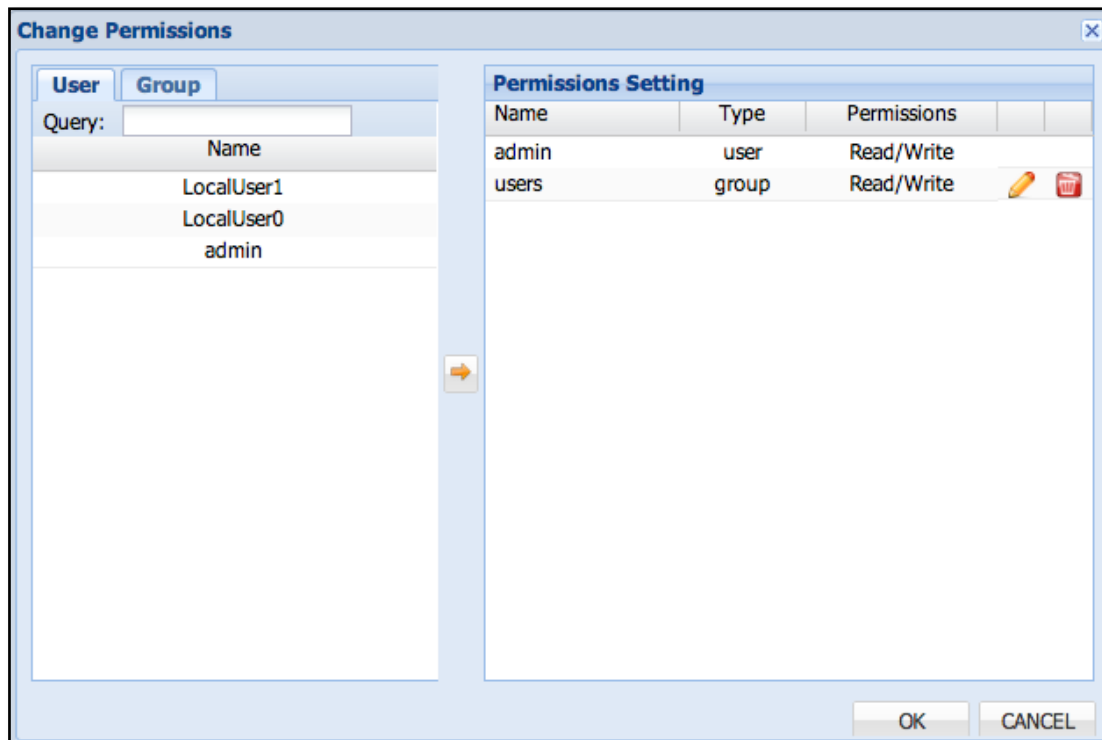 Change Permissions
User Group
Query:
Name
LocalUser1
LocalUser0
admin
Permissions Setting
Name Type Permissions
admin user Read/Write
users group Read/Write
OK CANCEL